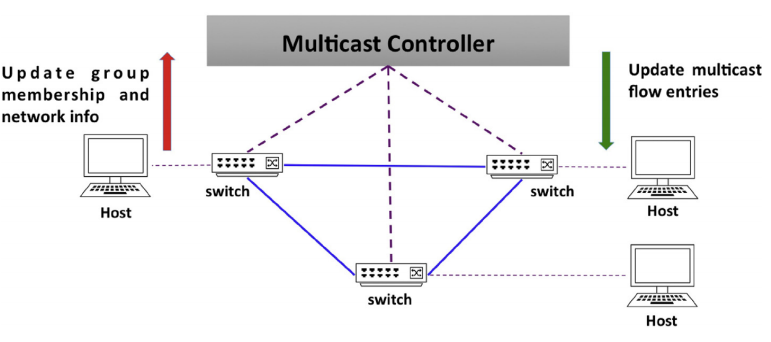 Multicast Controller
Update group
membership and
network info
Update multicast
flow entries
switch
switch
Host
Host
switch
Host